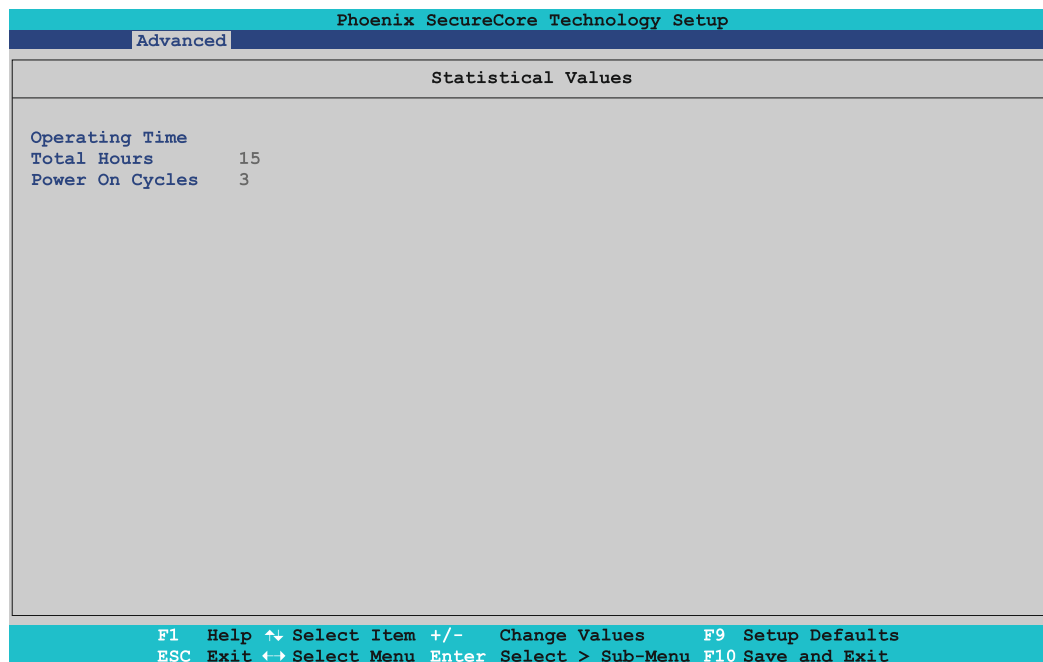 Phoenix SecureCore Technology Setup
Advanced
Statistical Values
Operating Time
Total Hours 15
Power On Cycles 3
F1 Help ↑↓ Select Item +/- Change Values F9 Setup Defaults
ESC Exit ←→ Select Menu Enter Select > Sub-Menu F10 Save and Exit